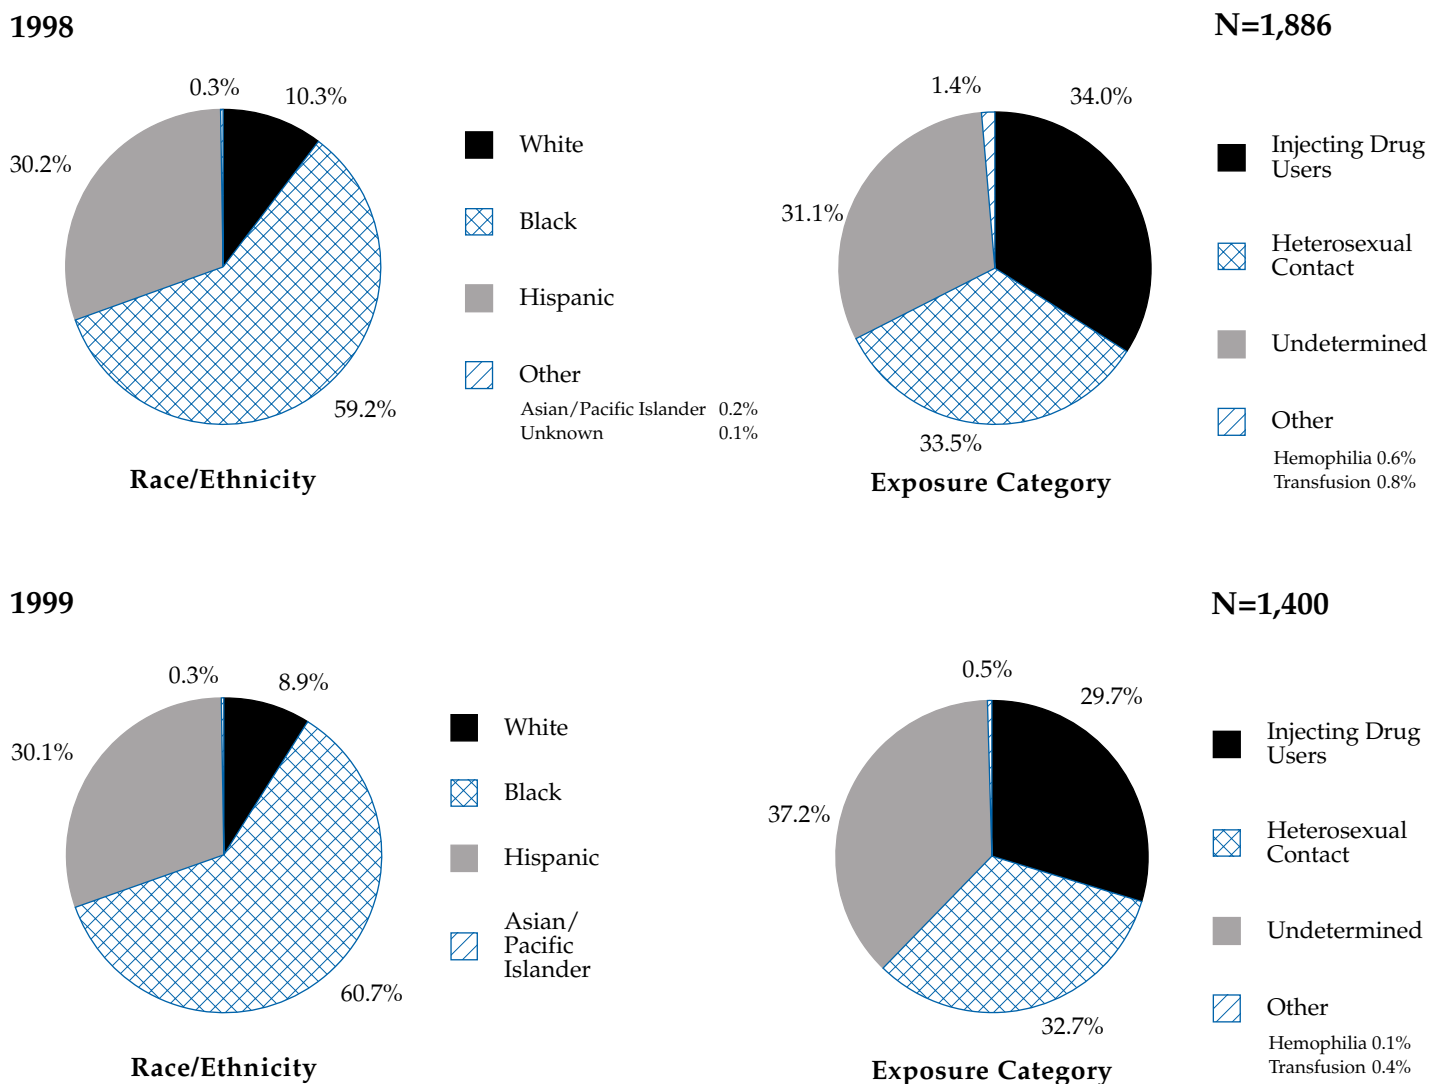 1998
N=1,886
0.3%
10.3%
30.2%
59.2%
White
Black
Hispanic
Other
Asian/Pacific Islander 0.2%
Unknown 0.1%
Race/Ethnicity
1.4%
34.0%
31.1%
33.5%
Injecting Drug
Users
Heterosexual
Contact
Undetermined
Other
Hemophilia 0.6%
Transfusion 0.8%
Exposure Category
1999
N=1,400
0.3%
8.9%
30.1%
60.7%
White
Black
Hispanic
Asian/
Pacific
Islander
Race/Ethnicity
0.5%
29.7%
37.2%
32.7%
Injecting Drug
Users
Heterosexual
Contact
Undetermined
Other
Hemophilia 0.1%
Transfusion 0.4%
Exposure Category